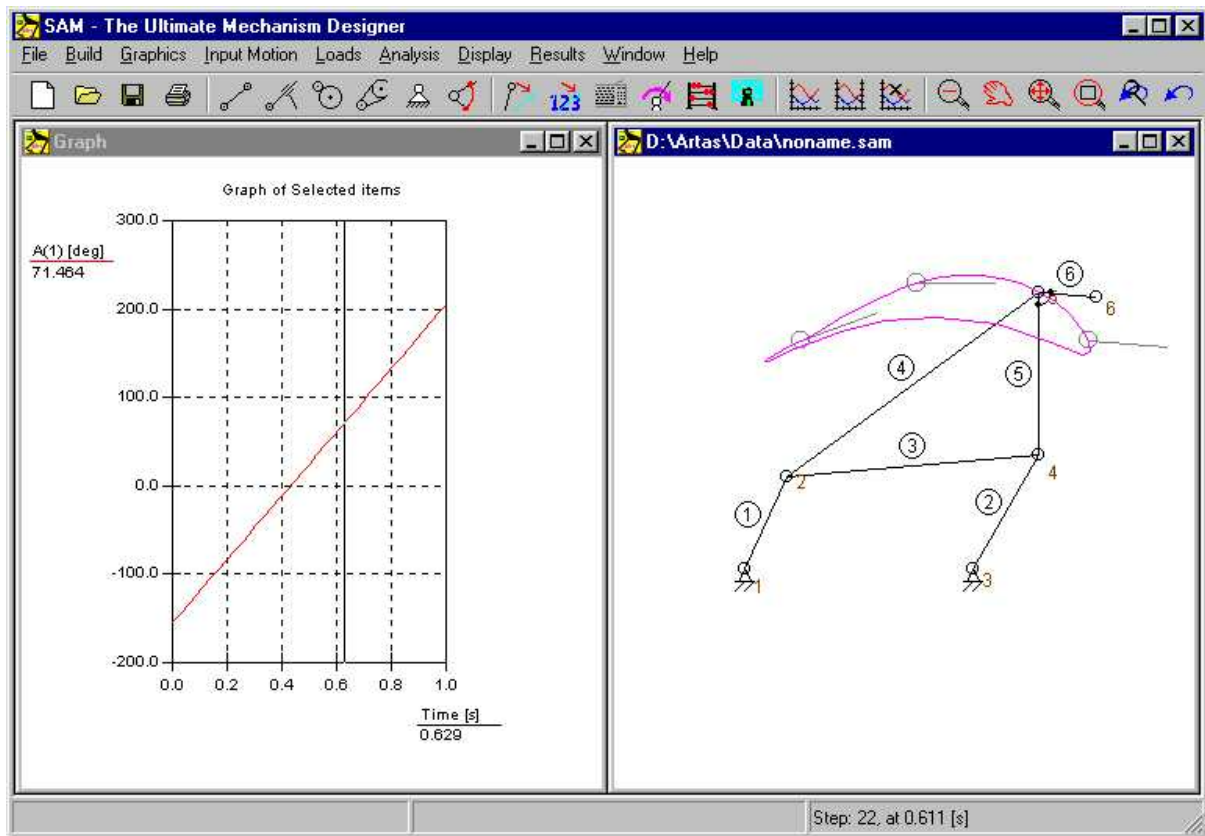 SAM - The Ultimate Mechanism Designer
File Build Graphics Input Motion Loads Analysis Display Results Window Help
123
Graph
Graph of Selected items
A(1) [deg]
71.464
300.0
200.0
100.0
0.0
-100.0
-200.0
0.0 0.2 0.4 0.6 0.8 1.0
Time [s]
0.629
D:\Artas\Data\noname.sam
6
6
4
5
3
2
4
1
2
1
3
Step: 22, at 0.611 [s]